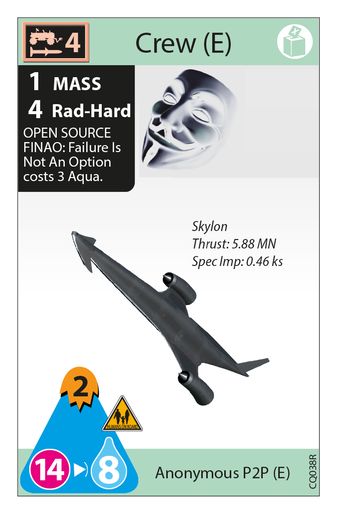 4
Crew (E)
1 MASS
4 Rad-Hard
OPEN SOURCE
FINAO: Failure Is
Not An Option
costs 3 Aqua.
Skylon
Thrust: 5.88 MN
Spec Imp: 0.46 ks
2
14 8
Anonymous P2P (E)
CQ038R